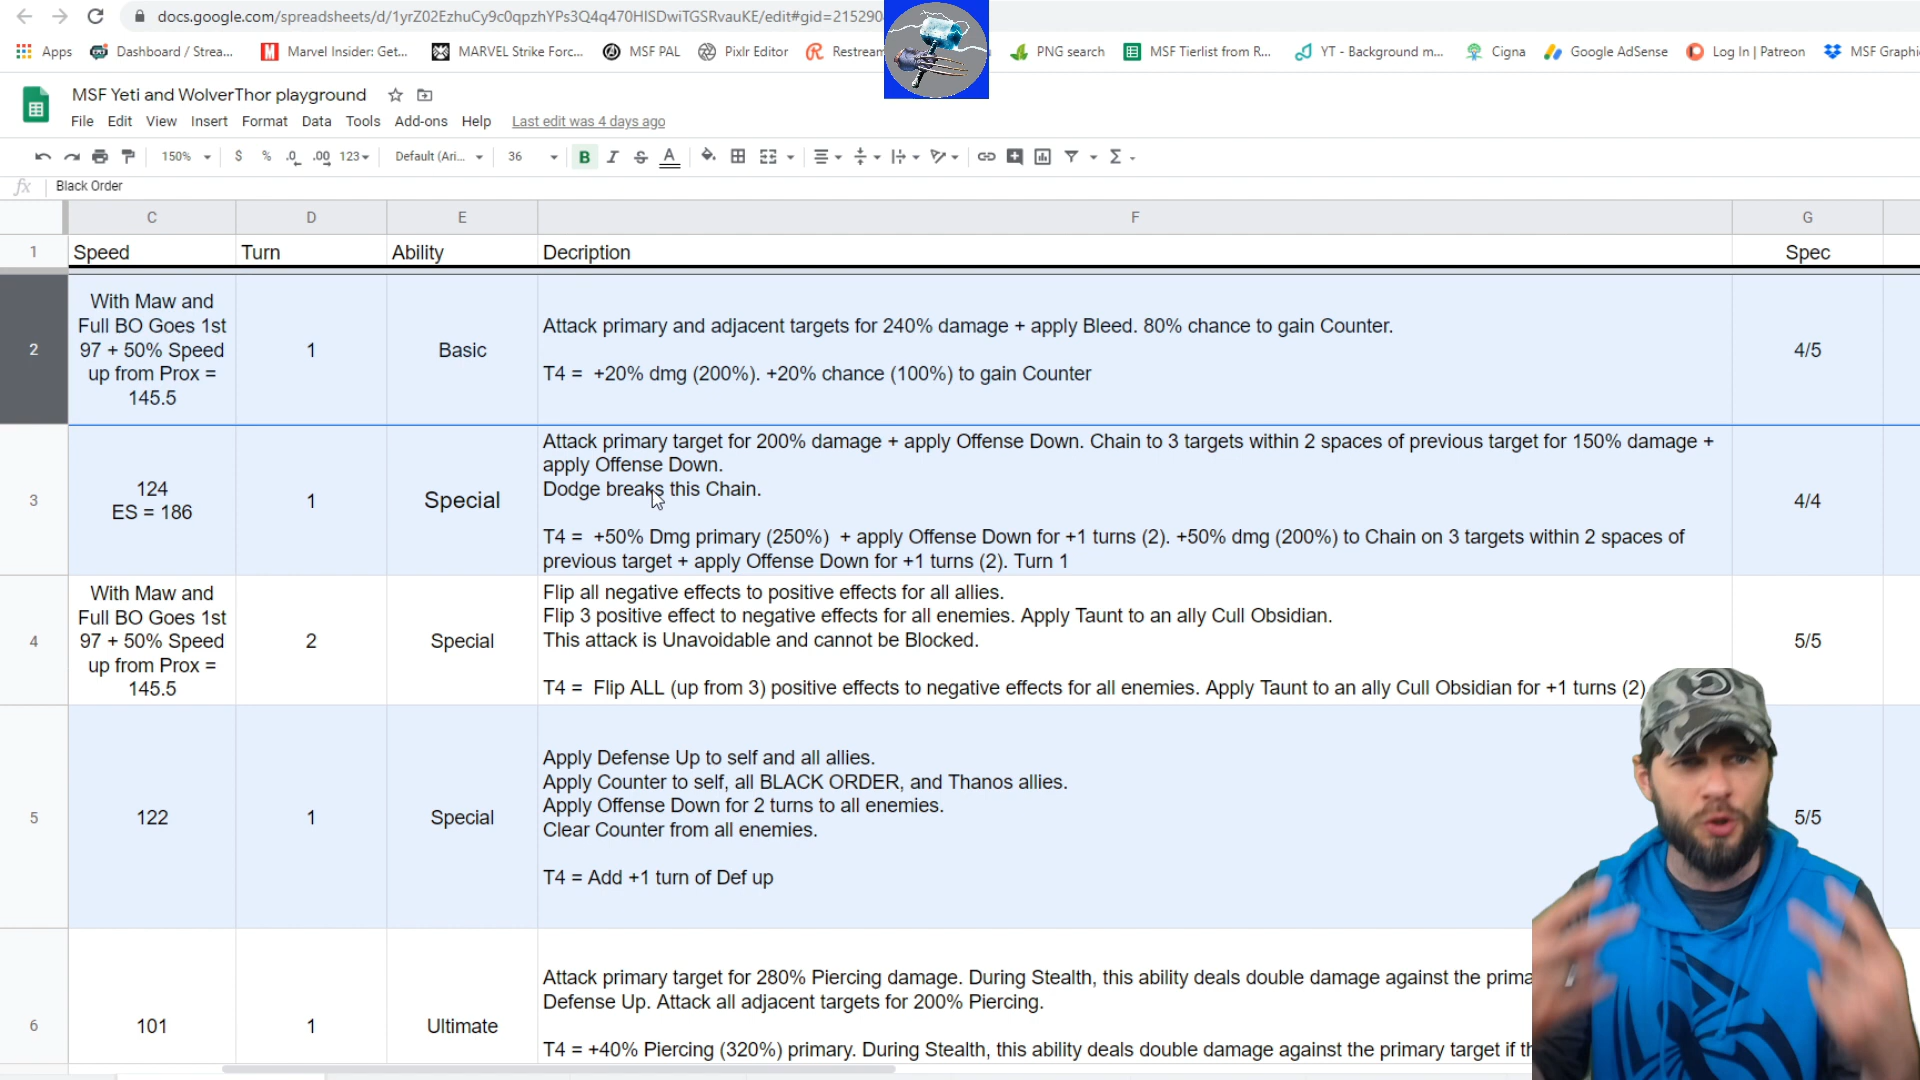 docs.google.com/spreadsheets/d/1yrZ02EzhuCy9c0qpzhYPs3Q4q470HISDwiTGSRvauKE/edit#gid=215290
Apps Dashboard / Strea... Marvel Insider: Get... MARVEL Strike Forc... MSF PAL Pixlr Editor Restream PNG search MSF Tierlist from R... YT - Background m... Cigna Google AdSense Log In | Patreon MSF Graphi
MSF Yeti and WolverThor playground
File Edit View Insert Format Data Tools Add-ons Help Last edit was 4 days ago
150% $ % .0 .00 123 Default (Ari... 36 B I S A
fx Black Order
C D E F G
1 Speed Turn Ability Decription Spec
With Maw and
Full BO Goes 1st
97 + 50% Speed
up from Prox =
145.5
2 1 Basic
Attack primary and adjacent targets for 240% damage + apply Bleed. 80% chance to gain Counter.
T4 = +20% dmg (200%). +20% chance (100%) to gain Counter
4/5
3
124
ES = 186
1 Special
Attack primary target for 200% damage + apply Offense Down. Chain to 3 targets within 2 spaces of previous target for 150% damage +
apply Offense Down.
Dodge breaks this Chain.
T4 = +50% Dmg primary (250%) + apply Offense Down for +1 turns (2). +50% dmg (200%) to Chain on 3 targets within 2 spaces of
previous target + apply Offense Down for +1 turns (2). Turn 1
4/4
4
With Maw and
Full BO Goes 1st
97 + 50% Speed
up from Prox =
145.5
2 Special
Flip all negative effects to positive effects for all allies.
Flip 3 positive effect to negative effects for all enemies. Apply Taunt to an ally Cull Obsidian.
This attack is Unavoidable and cannot be Blocked.
T4 = Flip ALL (up from 3) positive effects to negative effects for all enemies. Apply Taunt to an ally Cull Obsidian for +1 turns (2)
5/5
5 122 1 Special
Apply Defense Up to self and all allies.
Apply Counter to self, all BLACK ORDER, and Thanos allies.
Apply Offense Down for 2 turns to all enemies.
Clear Counter from all enemies.
T4 = Add +1 turn of Def up
5/5
6 101 1 Ultimate
Attack primary target for 280% Piercing damage. During Stealth, this ability deals double damage against the prima
Defense Up. Attack all adjacent targets for 200% Piercing.
T4 = +40% Piercing (320%) primary. During Stealth, this ability deals double damage against the primary target if th